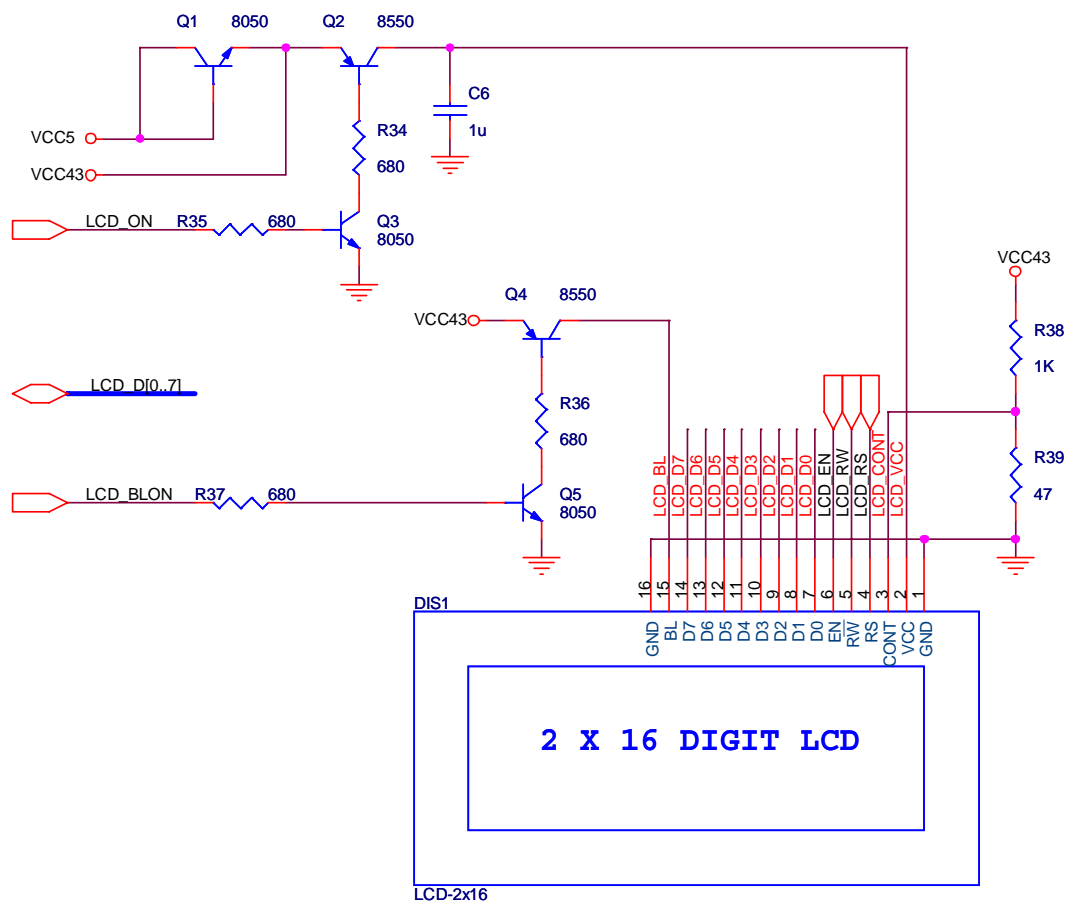 Q1 8050 Q2 8550
C6
1u
VCC5
R34
680
VCC43
LCD_ON R35 680 Q3
8050
VCC43
Q4 8550
VCC43
R38
1K
LCD_D[0..7]
R36
680
R39
47
LCD_BLON R37 680 Q5
8050
LCD_BL
LCD_D7
LCD_D6
LCD_D5
LCD_D4
LCD_D3
LCD_D2
LCD_D1
LCD_D0
LCD_EN
LCD_RW
LCD_RS
LCD_CONT
LCD_VCC
16 15 14 13 12 11 10 9 8 7 6 5 4 3 2 1
DIS1
GND
BL
D7
D6
D5
D4
D3
D2
D1
D0
EN
RW
RS
CONT
VCC
GND
2 X 16 DIGIT LCD
LCD-2x16